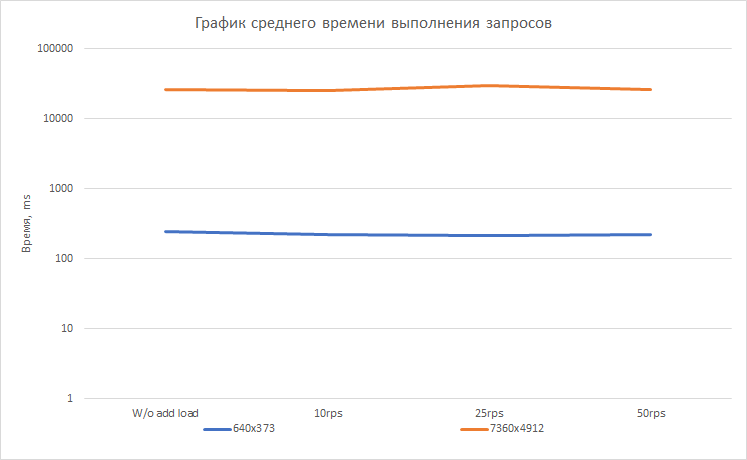 График среднего времени выполнения запросов
100000
10000
1000
100
10
1
Время, ms
W/o add load 10rps 25rps 50rps
640x373 7360x4912